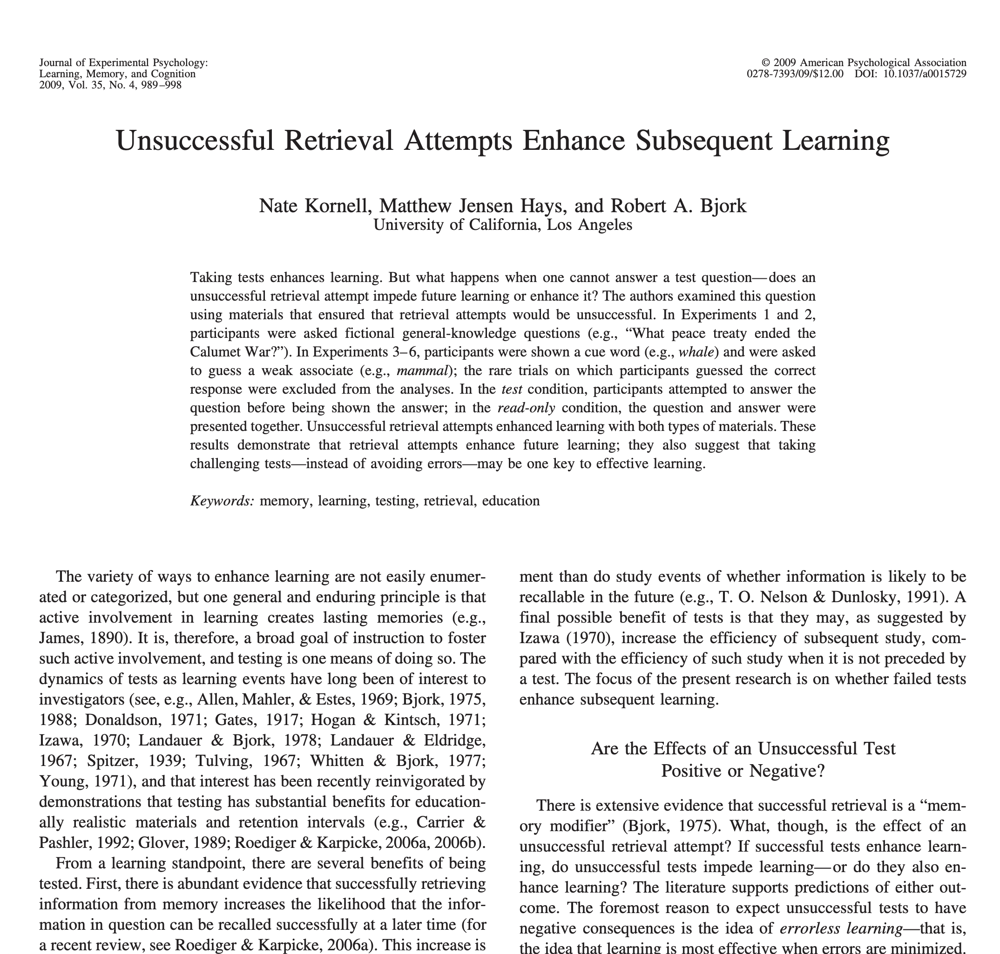 Journal of Experimental Psychology:
Learning, Memory, and Cognition
2009, Vol. 35, No. 4, 989–998
© 2009 American Psychological Association
0278-7393/09/$12.00 DOI: 10.1037/a0015729
Unsuccessful Retrieval Attempts Enhance Subsequent Learning
Nate Kornell, Matthew Jensen Hays, and Robert A. Bjork
University of California, Los Angeles
Taking tests enhances learning. But what happens when one cannot answer a test question—does an
unsuccessful retrieval attempt impede future learning or enhance it? The authors examined this question
using materials that ensured that retrieval attempts would be unsuccessful. In Experiments 1 and 2,
participants were asked fictional general-knowledge questions (e.g., “What peace treaty ended the
Calumet War?”). In Experiments 3–6, participants were shown a cue word (e.g., whale) and were asked
to guess a weak associate (e.g., mammal); the rare trials on which participants guessed the correct
response were excluded from the analyses. In the test condition, participants attempted to answer the
question before being shown the answer; in the read-only condition, the question and answer were
presented together. Unsuccessful retrieval attempts enhanced learning with both types of materials. These
results demonstrate that retrieval attempts enhance future learning; they also suggest that taking
challenging tests—instead of avoiding errors—may be one key to effective learning.
Keywords: memory, learning, testing, retrieval, education
The variety of ways to enhance learning are not easily enumer-
ated or categorized, but one general and enduring principle is that
active involvement in learning creates lasting memories (e.g.,
James, 1890). It is, therefore, a broad goal of instruction to foster
such active involvement, and testing is one means of doing so. The
dynamics of tests as learning events have long been of interest to
investigators (see, e.g., Allen, Mahler, & Estes, 1969; Bjork, 1975,
1988; Donaldson, 1971; Gates, 1917; Hogan & Kintsch, 1971;
Izawa, 1970; Landauer & Bjork, 1978; Landauer & Eldridge,
1967; Spitzer, 1939; Tulving, 1967; Whitten & Bjork, 1977;
Young, 1971), and that interest has been recently reinvigorated by
demonstrations that testing has substantial benefits for education-
ally realistic materials and retention intervals (e.g., Carrier &
Pashler, 1992; Glover, 1989; Roediger & Karpicke, 2006a, 2006b).
From a learning standpoint, there are several benefits of being
tested. First, there is abundant evidence that successfully retrieving
information from memory increases the likelihood that the infor-
mation in question can be recalled successfully at a later time (for
a recent review, see Roediger & Karpicke, 2006a). This increase is
ment than do study events of whether information is likely to be
recallable in the future (e.g., T. O. Nelson & Dunlosky, 1991). A
final possible benefit of tests is that they may, as suggested by
Izawa (1970), increase the efficiency of subsequent study, com-
pared with the efficiency of such study when it is not preceded by
a test. The focus of the present research is on whether failed tests
enhance subsequent learning.
Are the Effects of an Unsuccessful Test
Positive or Negative?
There is extensive evidence that successful retrieval is a “mem-
ory modifier” (Bjork, 1975). What, though, is the effect of an
unsuccessful retrieval attempt? If successful tests enhance learn-
ing, do unsuccessful tests impede learning—or do they also en-
hance learning? The literature supports predictions of either out-
come. The foremost reason to expect unsuccessful tests to have
negative consequences is the idea of errorless learning—that is,
the idea that learning is most effective when errors are minimized.